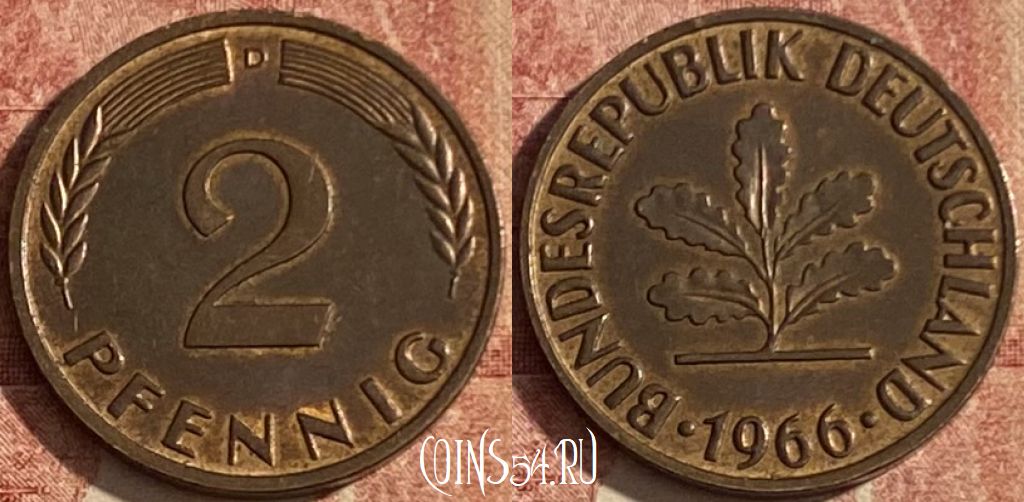 D
2
PFENNIG
BUNDESREPUBLIK DEUTSCHLAND
· 1966 ·
COINS54.RU